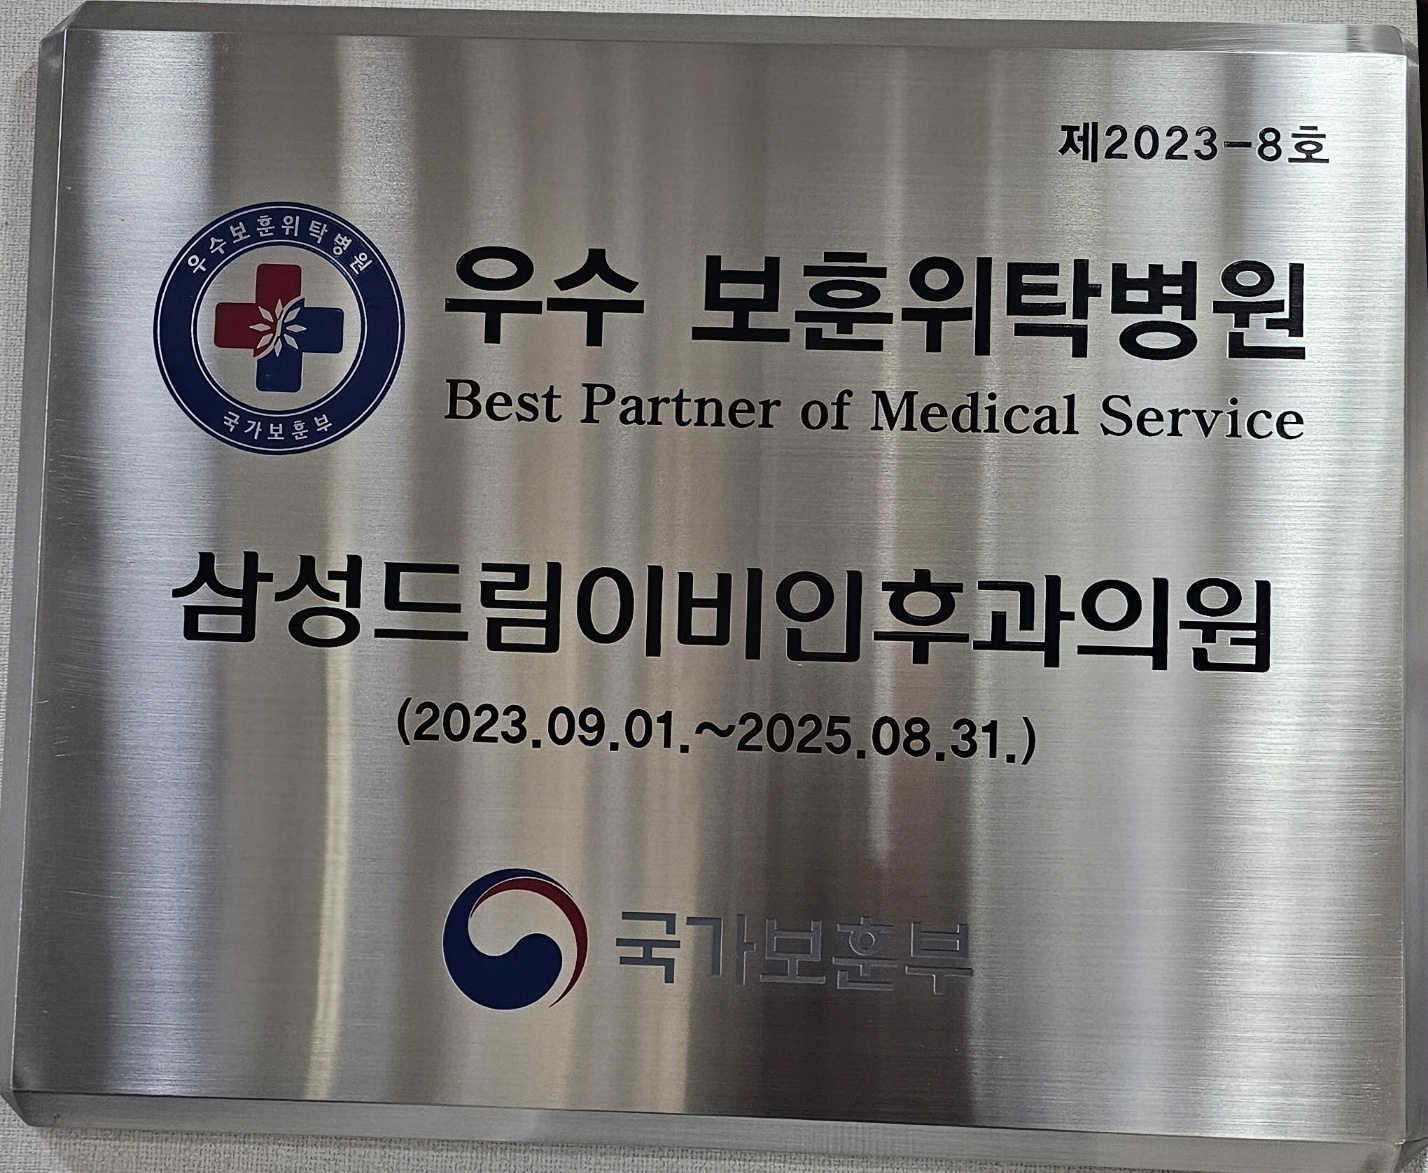 제2023-8호
우수보훈위탁병원
국가보훈부
우수 보훈위탁병원
Best Partner of Medical Service
삼성드림이비인후과의원
(2023.09.01.~2025.08.31.)
국가보훈부